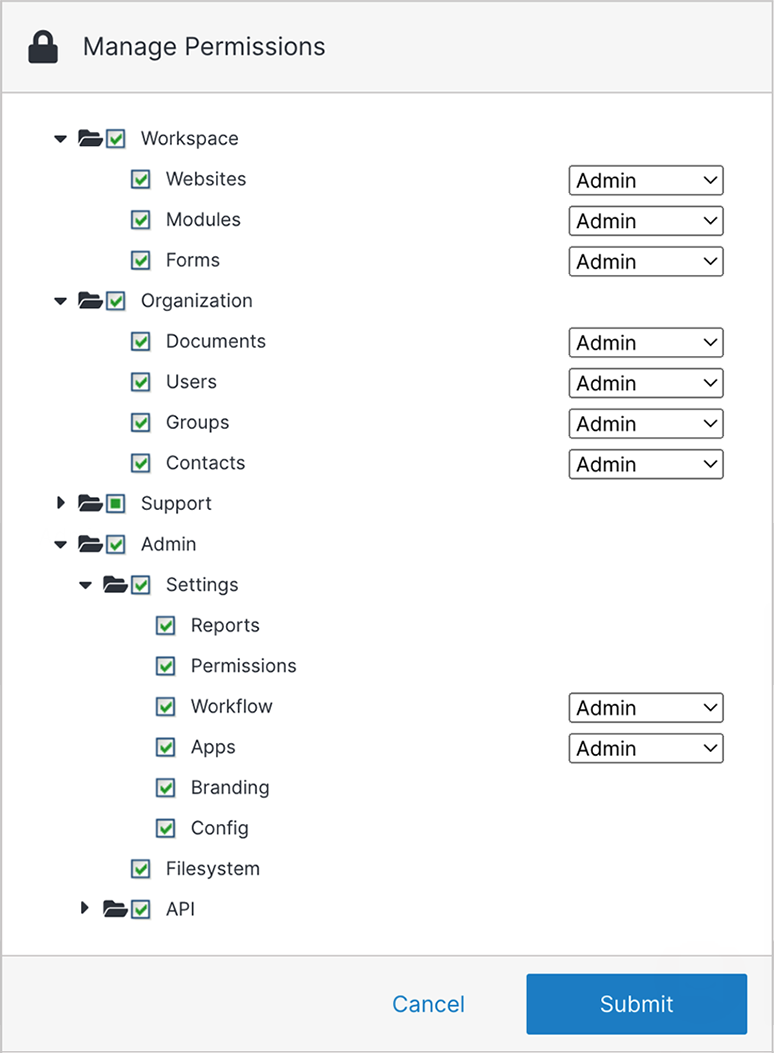 Manage Permissions
Workspace
Websites Admin
Modules Admin
Forms Admin
Organization
Documents Admin
Users Admin
Groups Admin
Contacts Admin
Support
Admin
Settings
Reports
Permissions
Workflow Admin
Apps Admin
Branding
Config
Filesystem
API
Cancel Submit